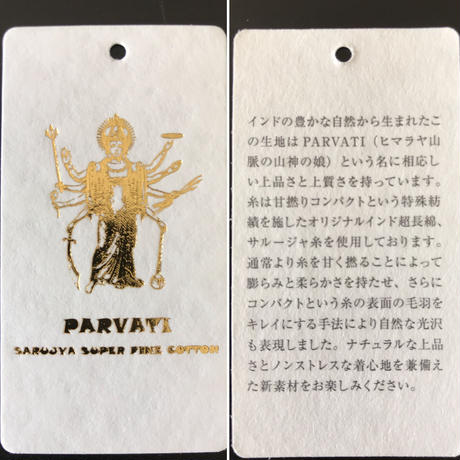 PARVATI
SARUJYA SUPER FINE COTTON
インドの豊かな自然から生まれたこ
の生地はPARVATI（ヒマラヤ山
脈の山神の娘）という名に相応し
い上品さと上質さを持っています。
糸は甘撚りコンパクトという特殊紡
績を施したオリジナルインド超長綿、
サルージャ糸を使用しております。
通常より糸を甘く撚ることによって
膨らみと柔らかさを持たせ、さらに
コンパクトという糸の表面の毛羽を
キレイにする手法により自然な光沢
も表現しました。ナチュラルな上品
さとノンストレスな着心地を兼備え
た新素材をお楽しみください。